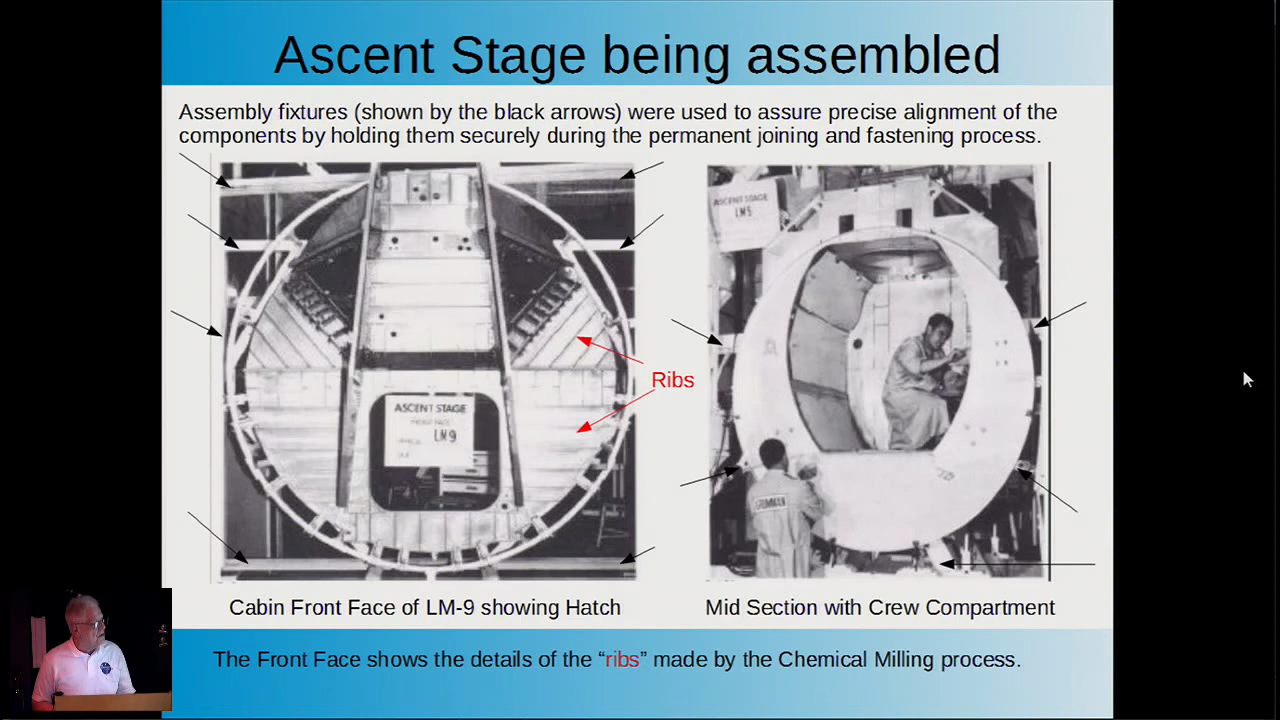 Ascent Stage being assembled
Assembly fixtures (shown by the black arrows) were used to assure precise alignment of the
components by holding them securely during the permanent joining and fastening process.
ASCENT STAGE
LM 5
Ribs
ASCENT STAGE
FRONT FACE
LM 9
GRUMMAN
Cabin Front Face of LM-9 showing Hatch
Mid Section with Crew Compartment
The Front Face shows the details of the “ribs” made by the Chemical Milling process.